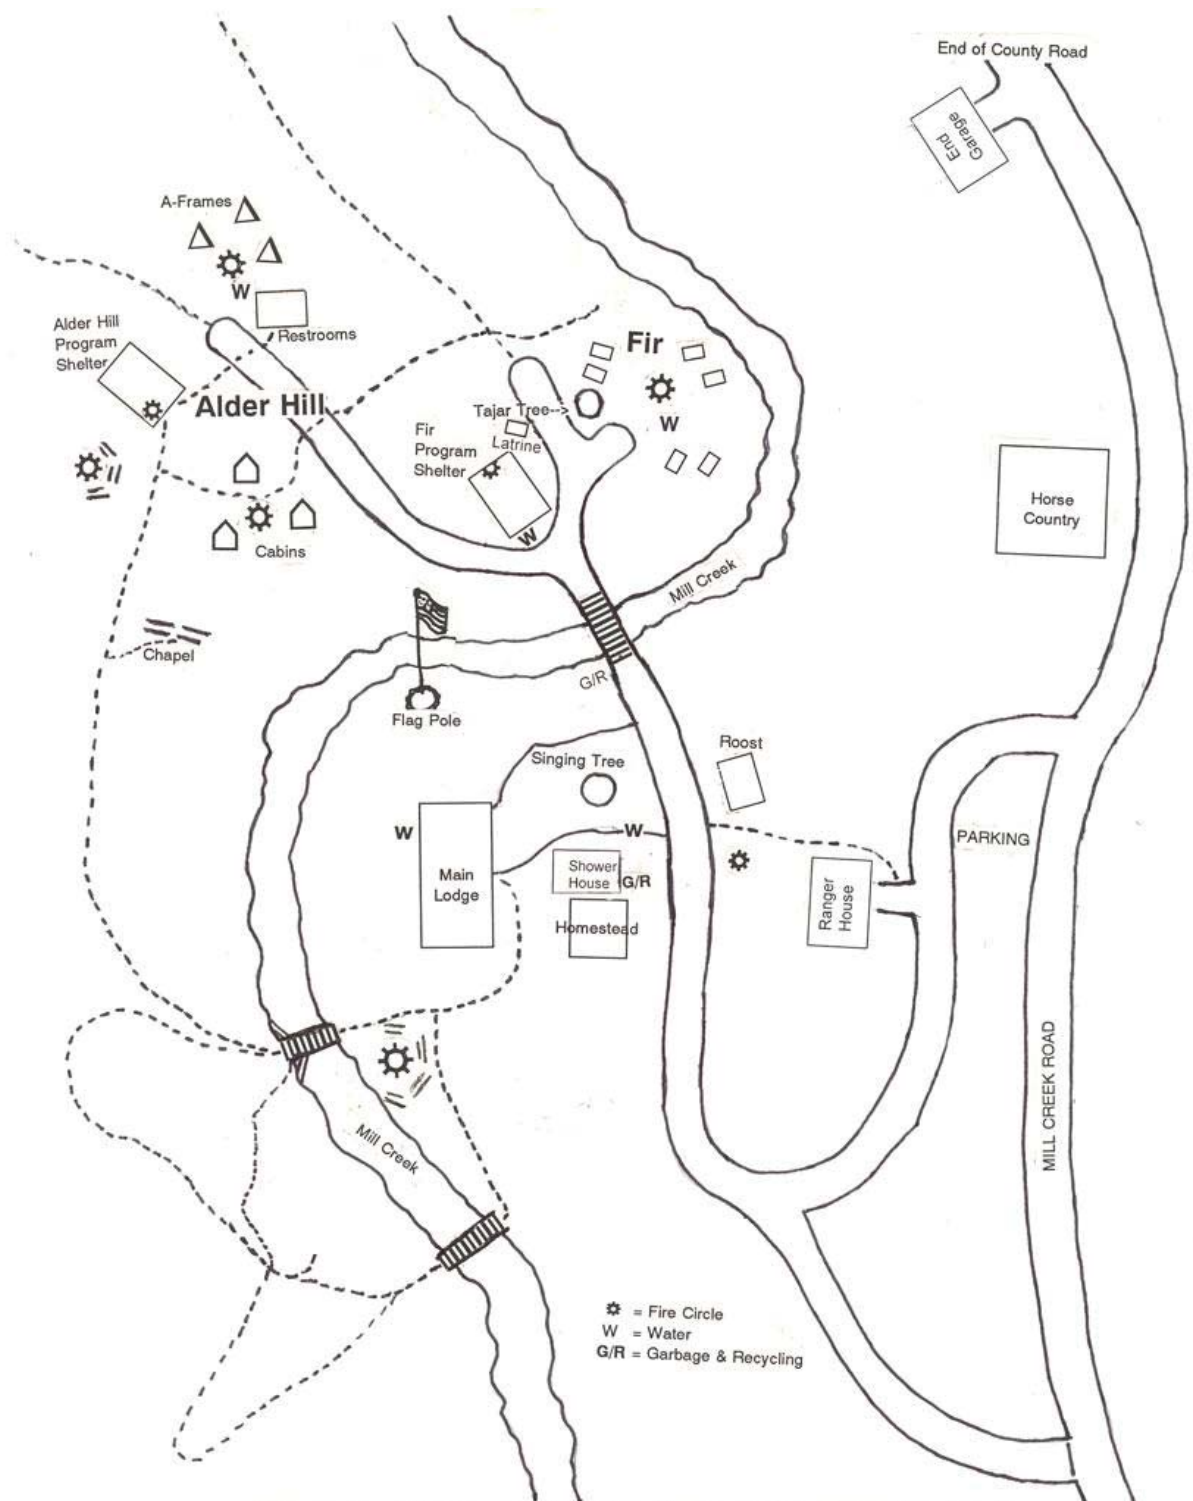 End of County Road
End
Garage
A-Frames
W
Restrooms
Alder Hill
Program
Shelter
Alder Hill
Fir
Tajar Tree-->
W
Latrine
Fir
Program
Shelter
W
Cabins
Horse
Country
Mill Creek
Chapel
G/R
Flag Pole
Roost
Singing Tree
W
W
PARKING
Main
Lodge
Shower
House
G/R
Ranger
House
Homestead
Mill Creek
MILL CREEK ROAD
= Fire Circle
W = Water
G/R = Garbage & Recycling